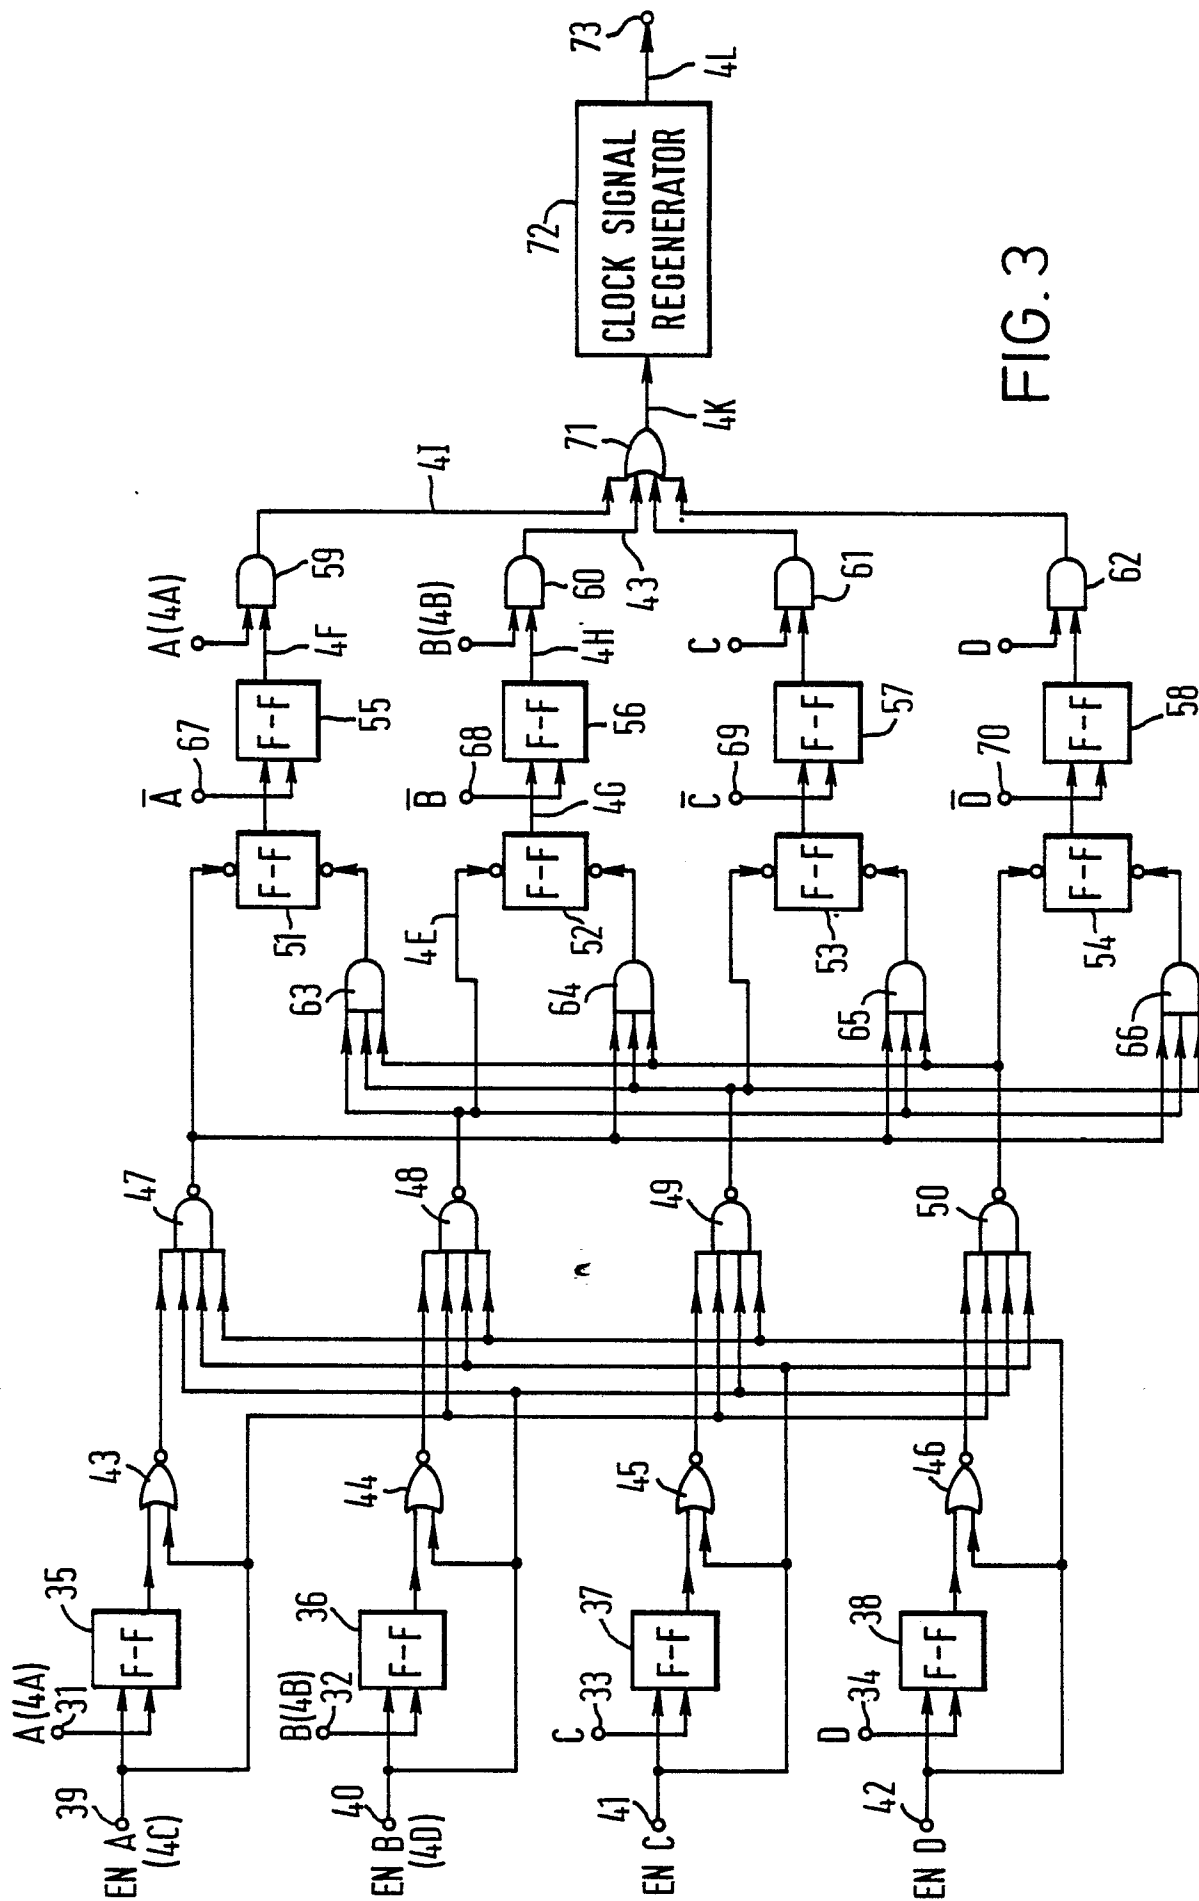 EN A
(4C)
39
A(4A)
31
35
F-F
43
47
51
F-F
63
A̅
67
F-F
55
A(4A)
4F
59
4I
EN B
(4D)
40
B(4B)
32
36
F-F
44
48
4E
F-F
52
64
B̅
68
4G
F-F
56
B(4B)
4H
60
43
EN C
41
C
33
37
F-F
45
49
F-F
53
65
C̅
69
F-F
57
C
61
EN D
42
D
34
38
F-F
46
50
F-F
54
66
D̅
70
F-F
58
D
62
71
4K
72
CLOCK SIGNAL
REGENERATOR
4L
73
FIG. 3